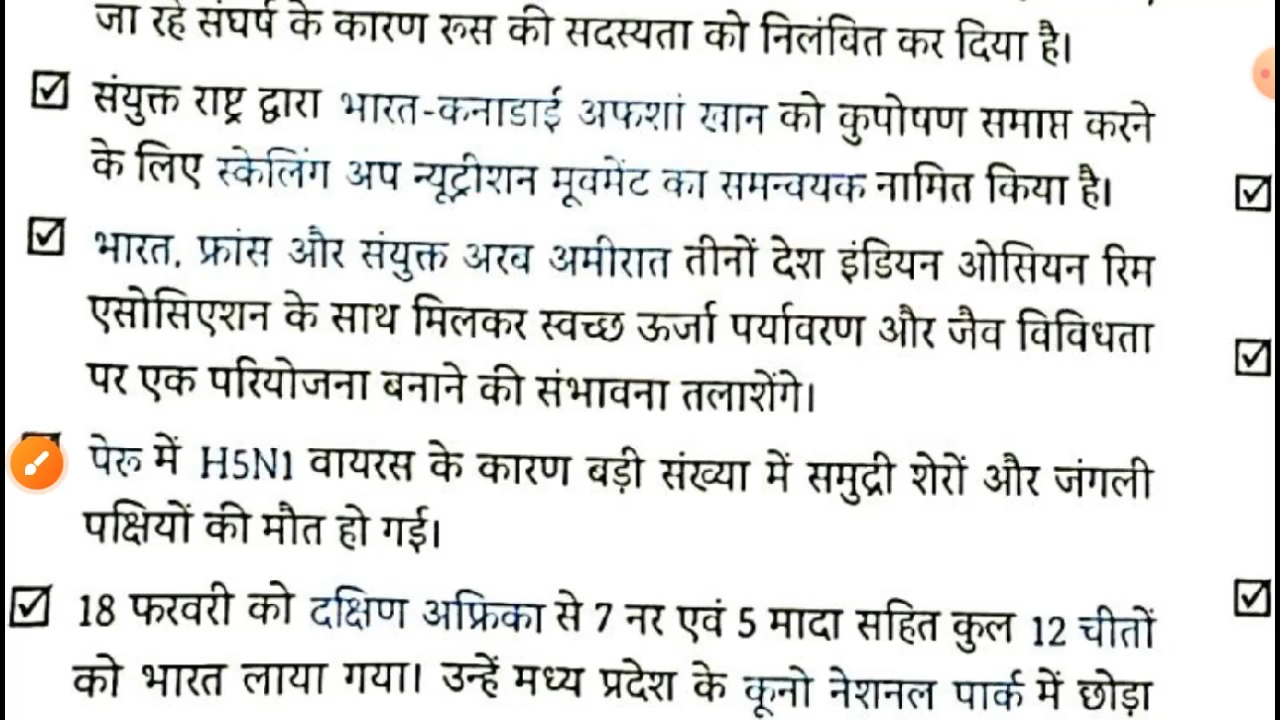 जा रहे संघर्ष के कारण रूस की सदस्यता को निलंबित कर दिया है।
संयुक्त राष्ट्र द्वारा भारत-कनाडाई अफशां खान को कुपोषण समाप्त करने
के लिए स्केलिंग अप न्यूट्रीशन मूवमेंट का समन्वयक नामित किया है।
भारत, फ्रांस और संयुक्त अरब अमीरात तीनों देश इंडियन ओसियन रिम
एसोसिएशन के साथ मिलकर स्वच्छ ऊर्जा पर्यावरण और जैव विविधता
पर एक परियोजना बनाने की संभावना तलाशेंगे।
पेरू में H5N1 वायरस के कारण बड़ी संख्या में समुद्री शेरों और जंगली
पक्षियों की मौत हो गई।
18 फरवरी को दक्षिण अफ्रिका से 7 नर एवं 5 मादा सहित कुल 12 चीतों
को भारत लाया गया। उन्हें मध्य प्रदेश के कूनो नेशनल पार्क में छोड़ा